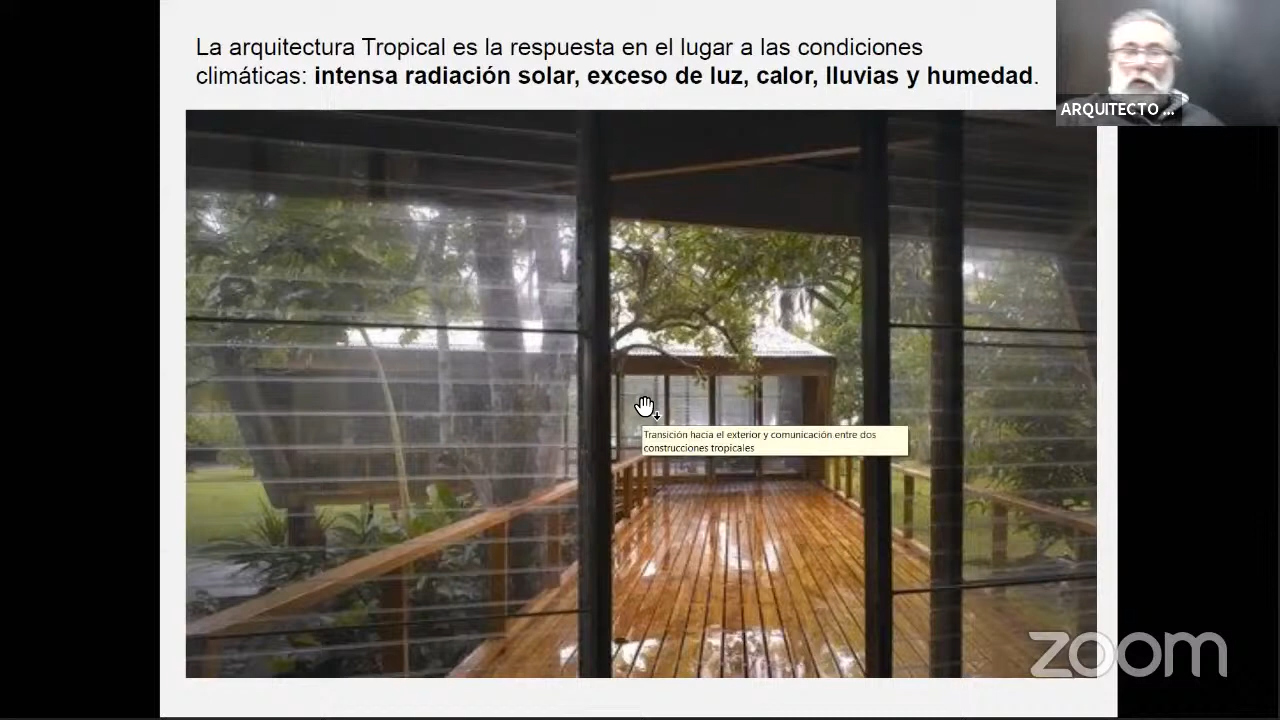 La arquitectura Tropical es la respuesta en el lugar a las condiciones
climáticas: intensa radiación solar, exceso de luz, calor, lluvias y humedad.
ARQUITECTO ...
Transición hacia el exterior y comunicación entre dos
construcciones tropicales
zoom